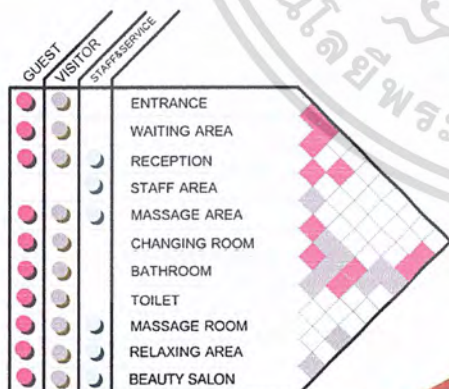 GUEST
VISITOR
STAFF&SERVICE
ENTRANCE
WAITING AREA
RECEPTION
STAFF AREA
MASSAGE AREA
CHANGING ROOM
BATHROOM
TOILET
MASSAGE ROOM
RELAXING AREA
BEAUTY SALON